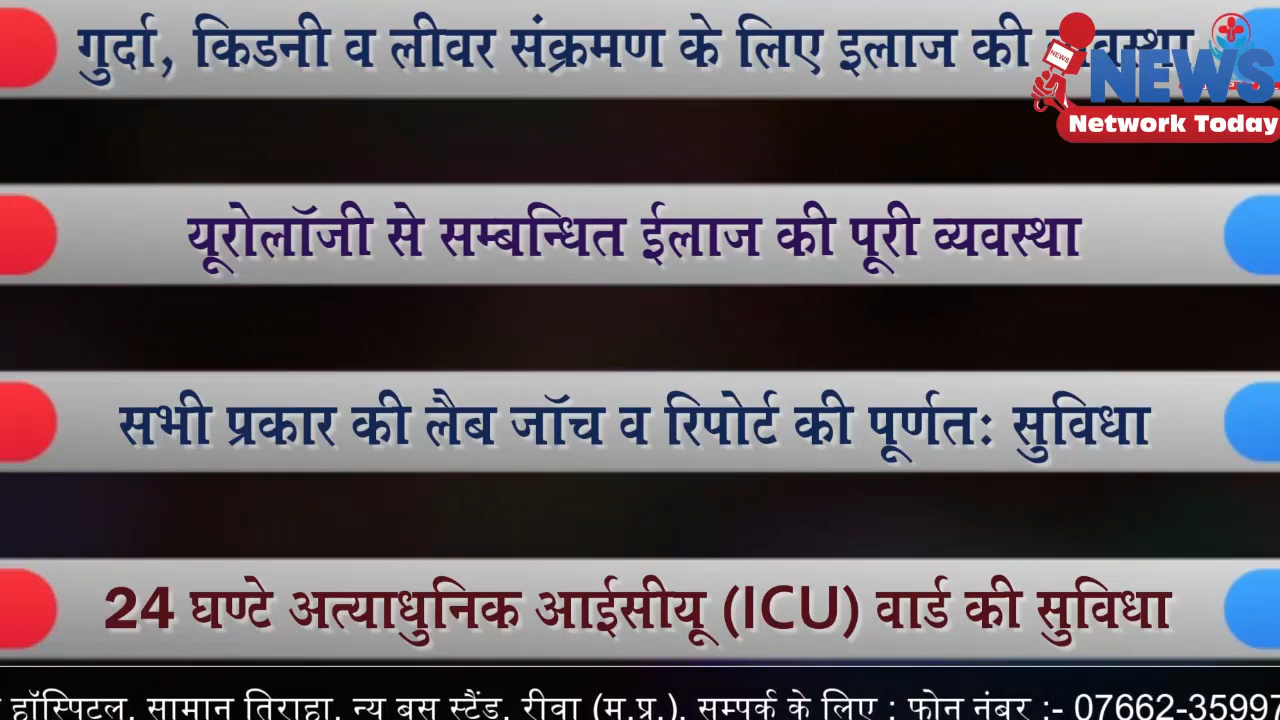 गुर्दा, किडनी व लीवर संक्रमण के लिए इलाज की
NEWS
NEWS
Network Today
यूरोलॉजी से सम्बन्धित ईलाज की पूरी व्यवस्था
सभी प्रकार की लैब जॉच व रिपोर्ट की पूर्णतः सुविधा
24 घण्टे अत्याधुनिक आईसीयू (ICU) वार्ड की सुविधा
हॉस्पिटल, सामान तिराहा, न्यू बस स्टैंड, रीवा (म.प्र.), सम्पर्क के लिए : फोन नंबर :- 07662-35997